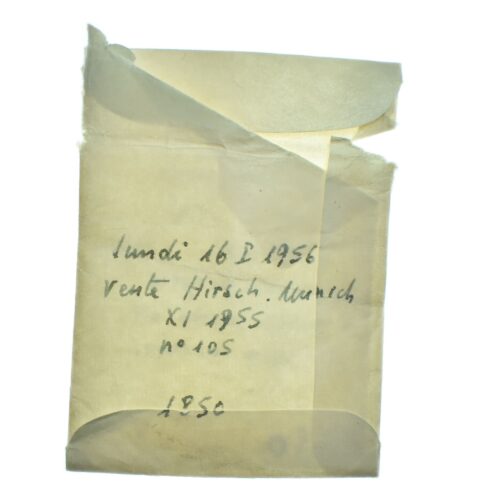 lundi 16 I 1956
vente Hirsch. Munich
XI 1955
n° 105
1850